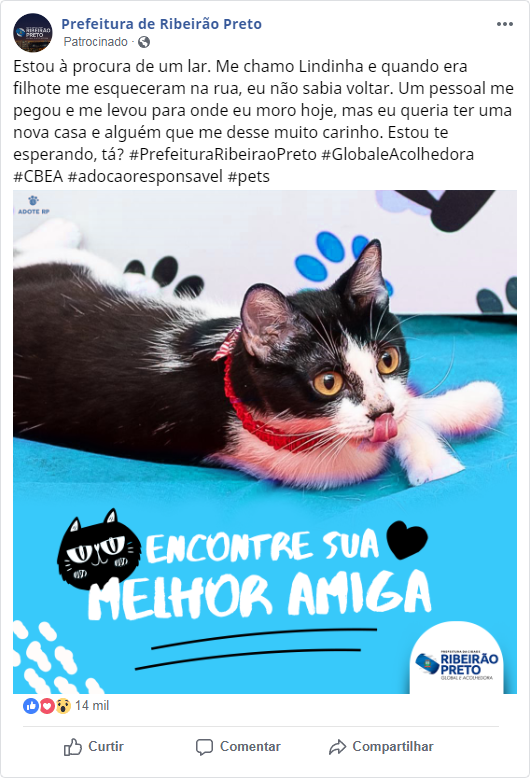 Prefeitura de Ribeirão Preto
Patrocinado ·
Estou à procura de um lar. Me chamo Lindinha e quando era
filhote me esqueceram na rua, eu não sabia voltar. Um pessoal me
pegou e me levou para onde eu moro hoje, mas eu queria ter uma
nova casa e alguém que me desse muito carinho. Estou te
esperando, tá? #PrefeituraRibeiraoPreto #GlobaleAcolhedora
#CBEA #adocaoresponsavel #pets
ADOTE RP
ENCONTRE SUA
MELHOR AMIGA
PREFEITURA DA CIDADE
RIBEIRÃO
PRETO
GLOBAL E ACOLHEDORA
14 mil
Curtir
Comentar
Compartilhar